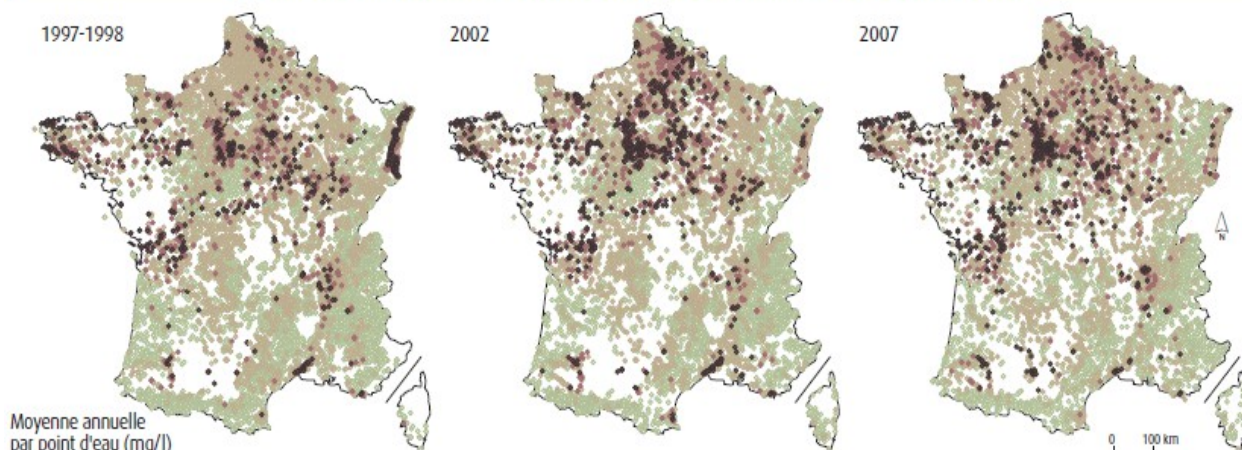 1997-1998
2002
2007
N
Moyenne annuelle
par point d'eau (mg/l)
0 100 km